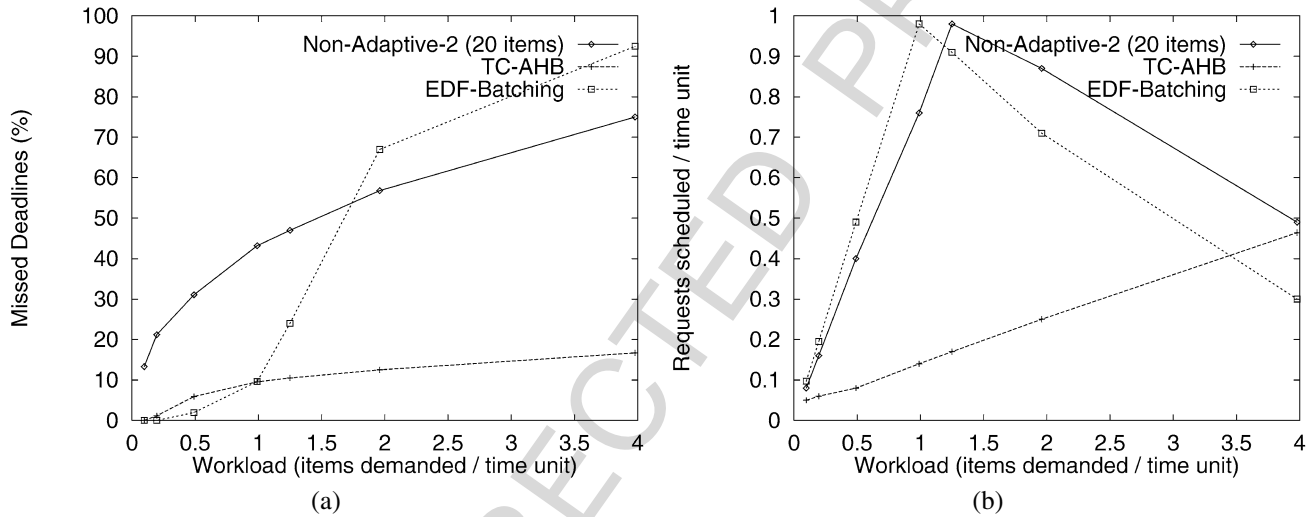 Missed Deadlines (%)
100
90
80
70
60
50
40
30
20
10
0
Non-Adaptive-2 (20 items)
TC-AHB
EDF-Batching
0 0.5 1 1.5 2 2.5 3 3.5 4
Workload (items demanded / time unit)
(a)
Requests scheduled / time unit
1
0.9
0.8
0.7
0.6
0.5
0.4
0.3
0.2
0.1
0
Non-Adaptive-2 (20 items)
TC-AHB
EDF-Batching
0 0.5 1 1.5 2 2.5 3 3.5 4
Workload (items demanded / time unit)
(b)
ECTED P